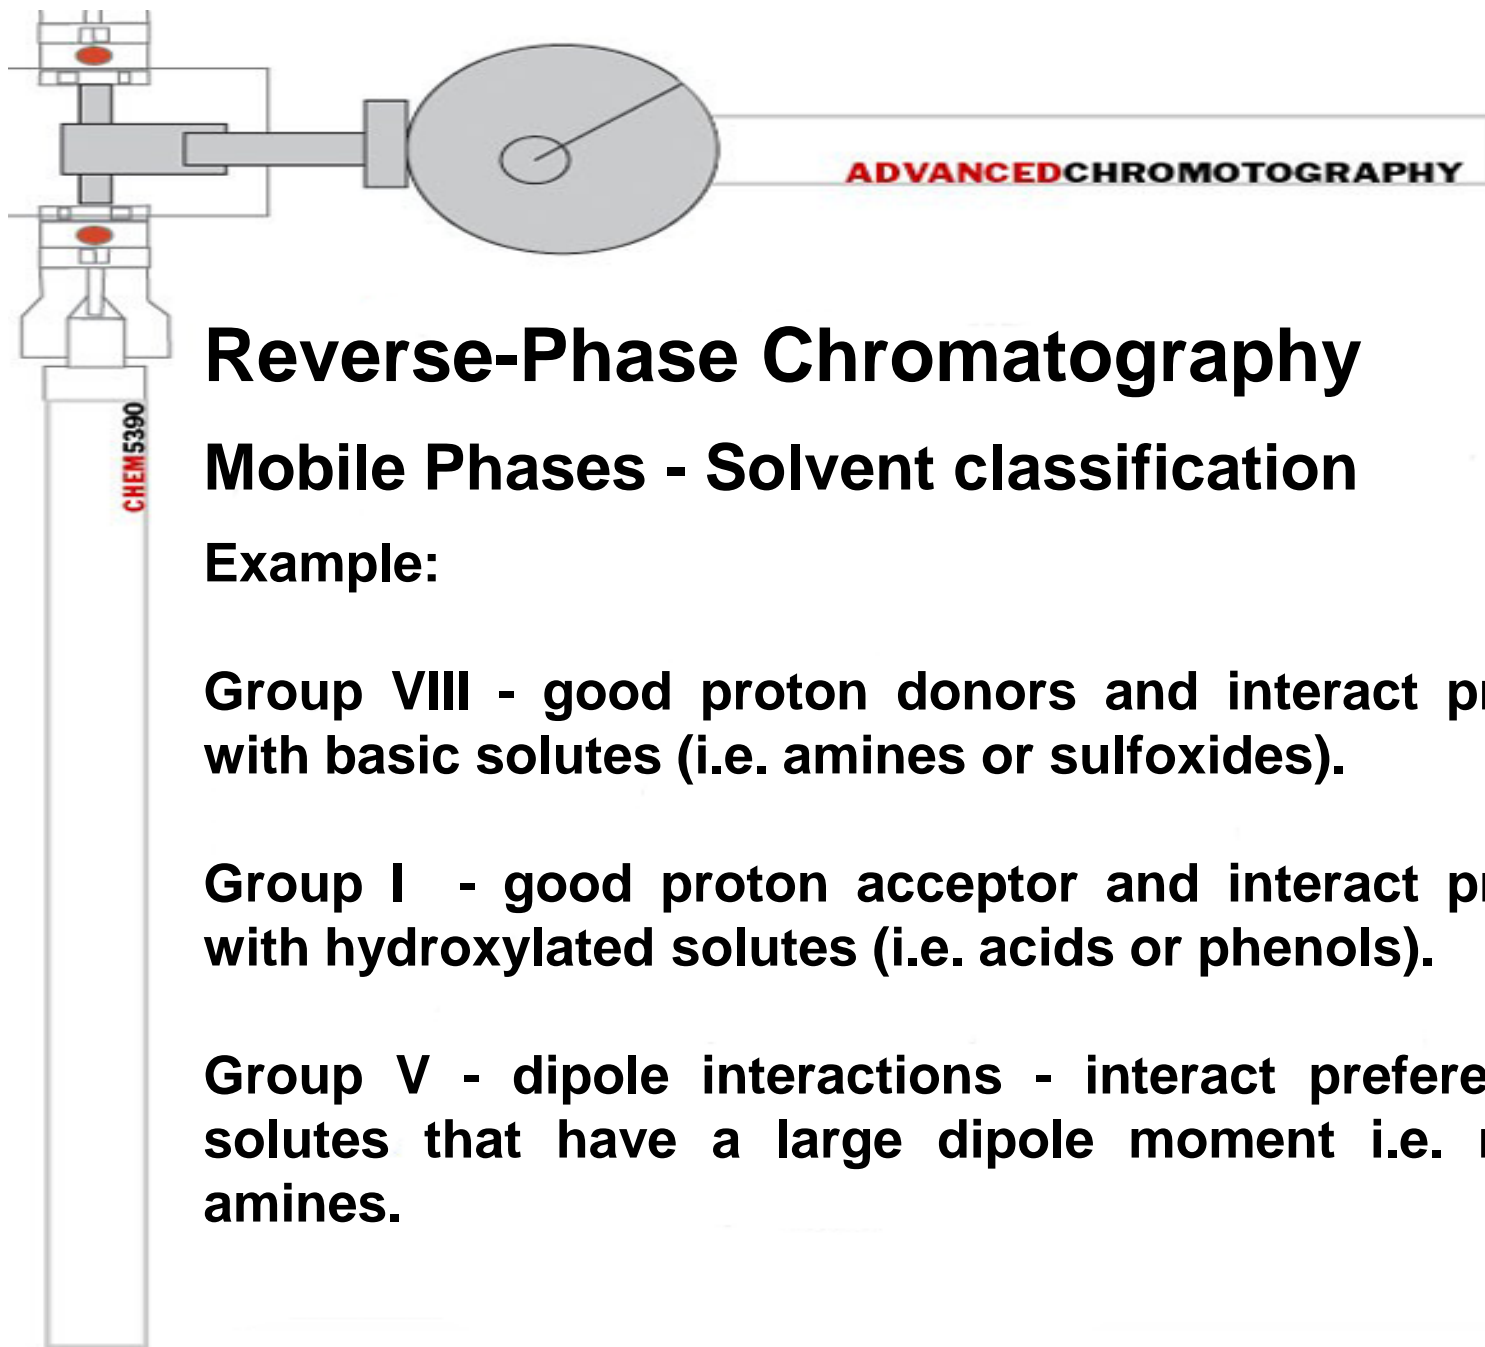 ADVANCEDCHROMOTOGRAPHY
CHEM5390
Reverse-Phase Chromatography
Mobile Phases - Solvent classification
Example:
Group VIII - good proton donors and interact
with basic solutes (i.e. amines or sulfoxides).
Group I - good proton acceptor and interact
with hydroxylated solutes (i.e. acids or phenols).
Group V - dipole interactions - interact
solutes that have a large dipole moment i.e.
amines.